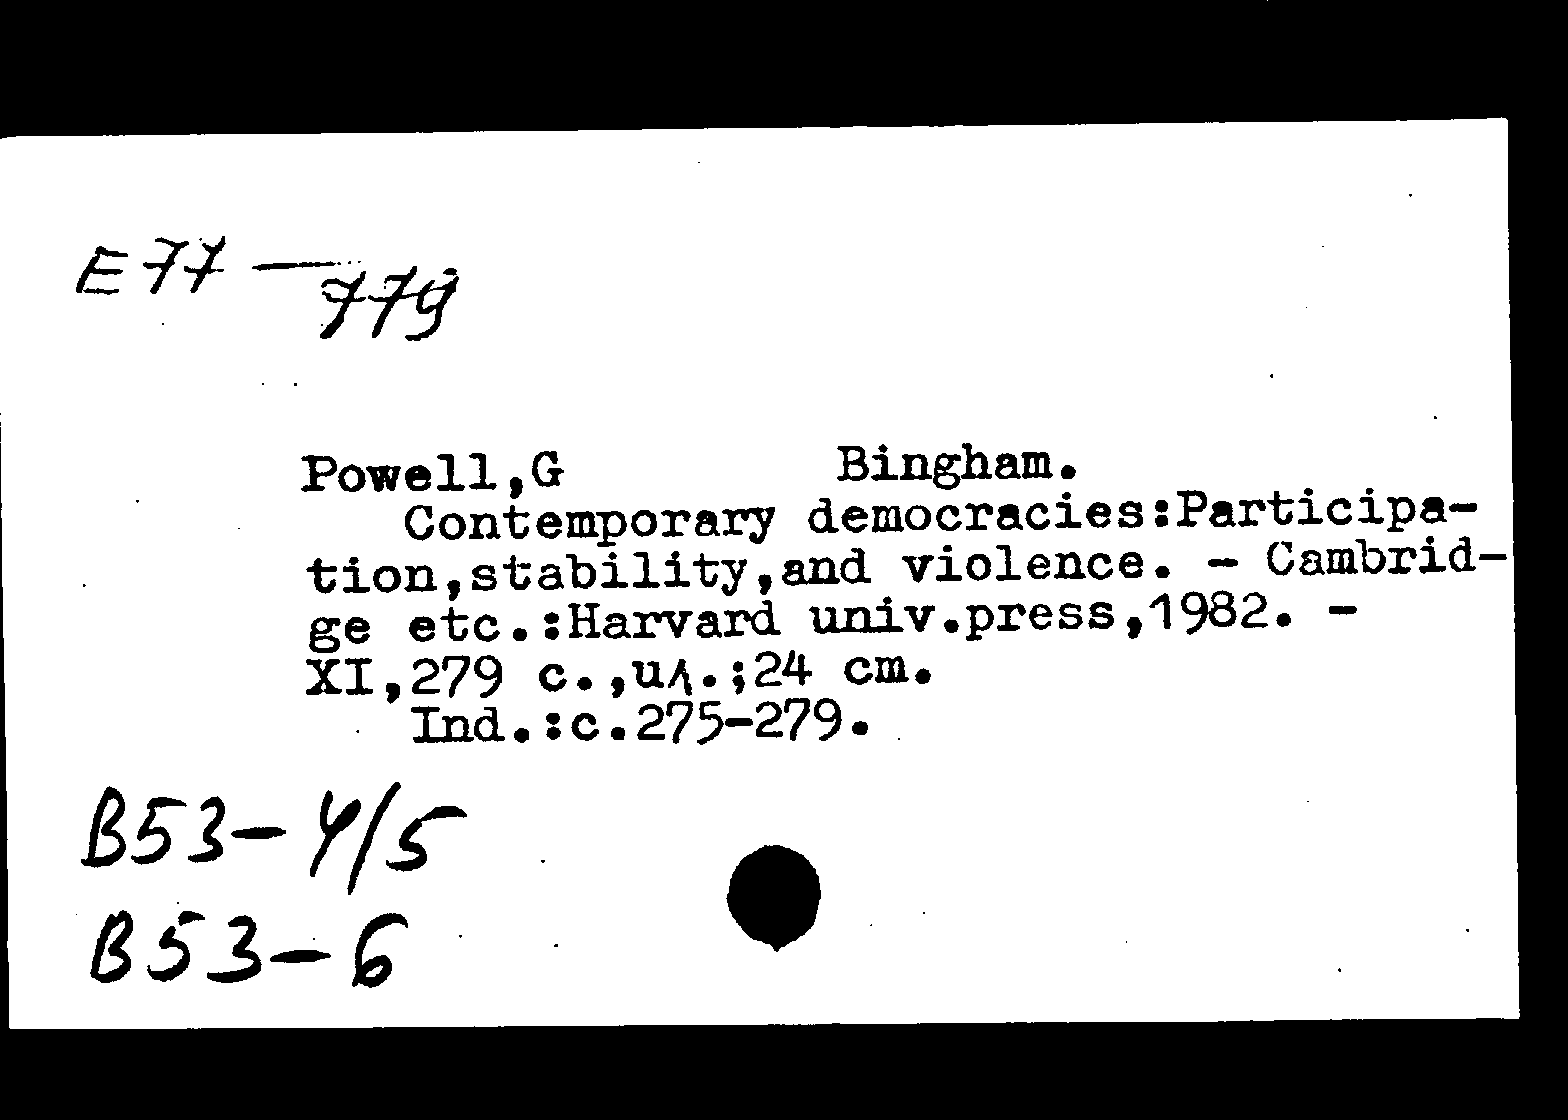 E77—
779
Powell,G Bingham.
Contemporary democracies:Participa-
tion,stability,and violence. - Cambrid-
ge etc.:Harvard univ.press,1982. -
XI,279 с.,ил.;24 cm.
Ind.:c.275-279.
B53-4/5
B53-6